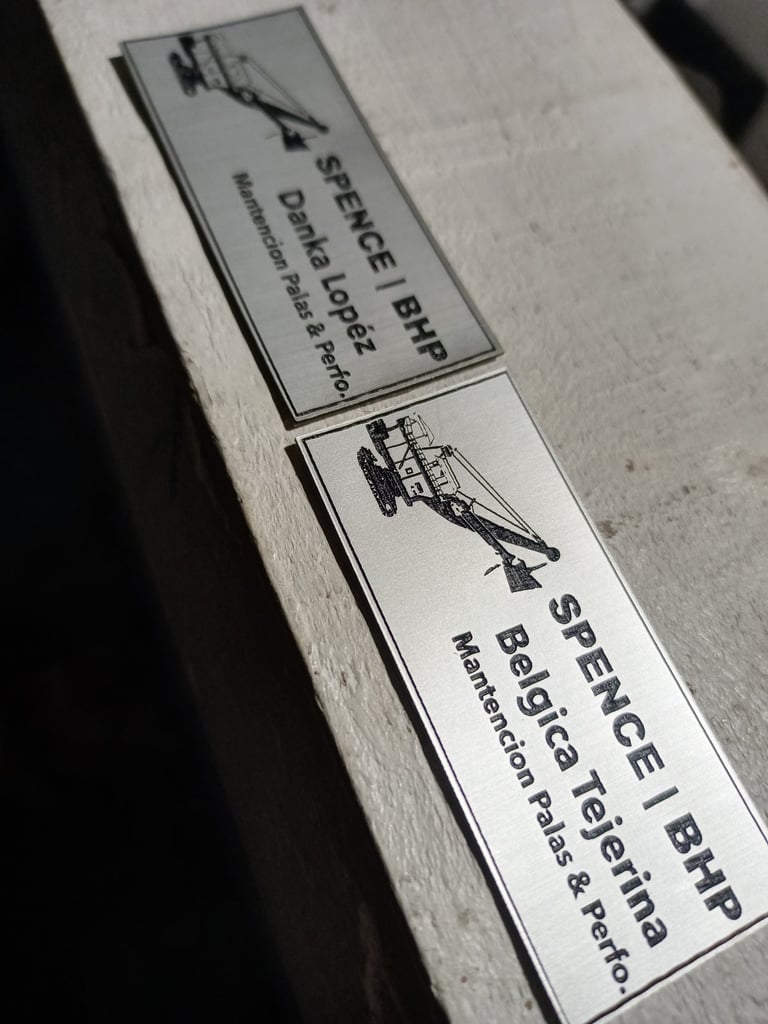 SPENCE | BHP
Danka Lopéz
Mantencion Palas & Perfo.
SPENCE | BHP
Belgica Tejerina
Mantencion Palas & Perfo.